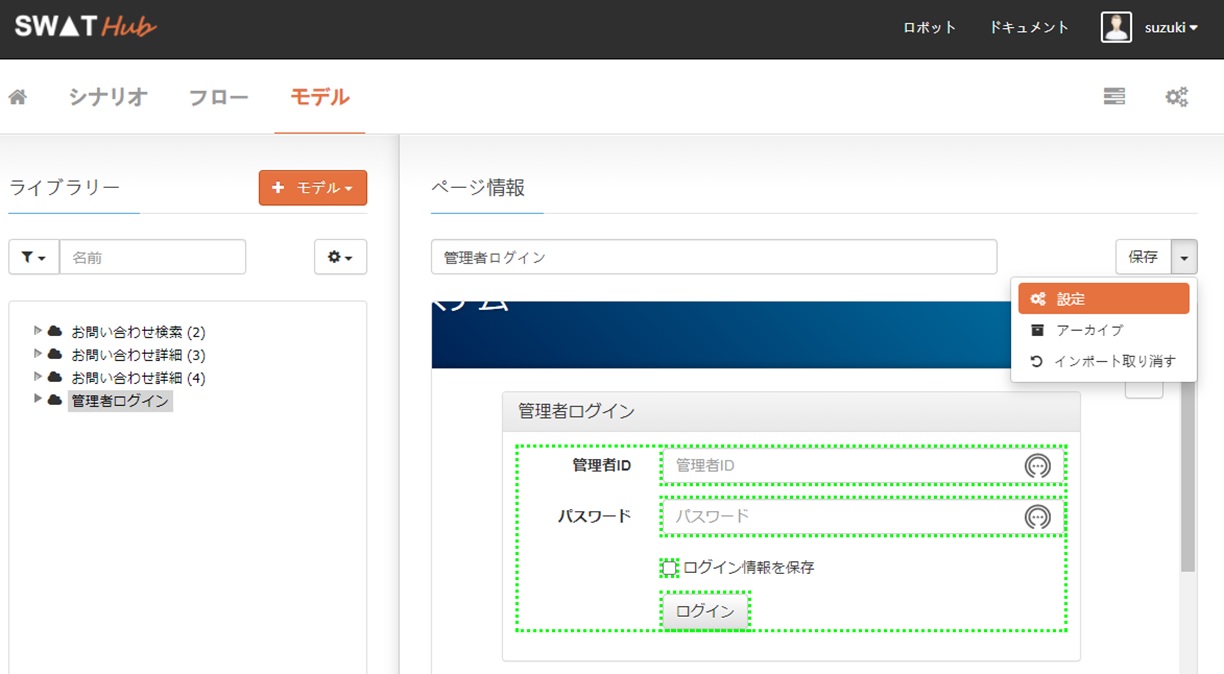 SWAT Hub
ロボット ドキュメント suzuki
シナリオ フロー モデル
ライブラリー
モデル
ページ情報
名前
管理者ログイン
保存
設定
アーカイブ
インポート取り消す
お問い合わせ検索 (2)
お問い合わせ詳細 (3)
お問い合わせ詳細 (4)
管理者ログイン
管理者ログイン
管理者ID 管理者ID
パスワード パスワード
ログイン情報を保存
ログイン